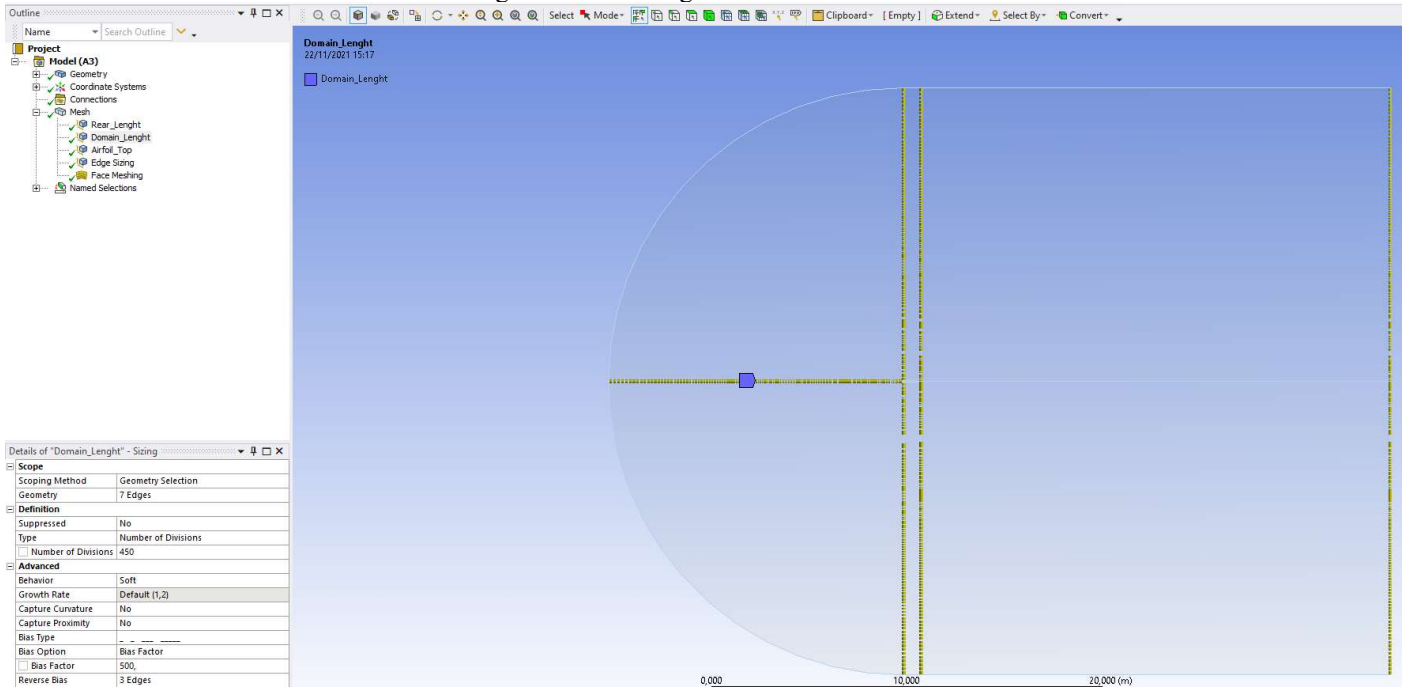 Outline
Name
Search Outline
Project
Model (A3)
Geometry
Coordinate Systems
Connections
Mesh
Rear_Lenght
Domain_Lenght
Airfoil_Top
Edge Sizing
Face Meshing
Named Selections
Details of "Domain_Lenght" - Sizing
Scope
Scoping Method Geometry Selection
Geometry 7 Edges
Definition
Suppressed No
Type Number of Divisions
Number of Divisions 450
Advanced
Behavior Soft
Growth Rate Default (1,2)
Capture Curvature No
Capture Proximity No
Bias Type
Bias Option Bias Factor
Bias Factor 500,
Reverse Bias 3 Edges
Select Mode Clipboard [ Empty ] Extend Select By Convert
Domain_Lenght
22/11/2021 15:17
Domain_Lenght
0,000 10,000 20,000 (m)